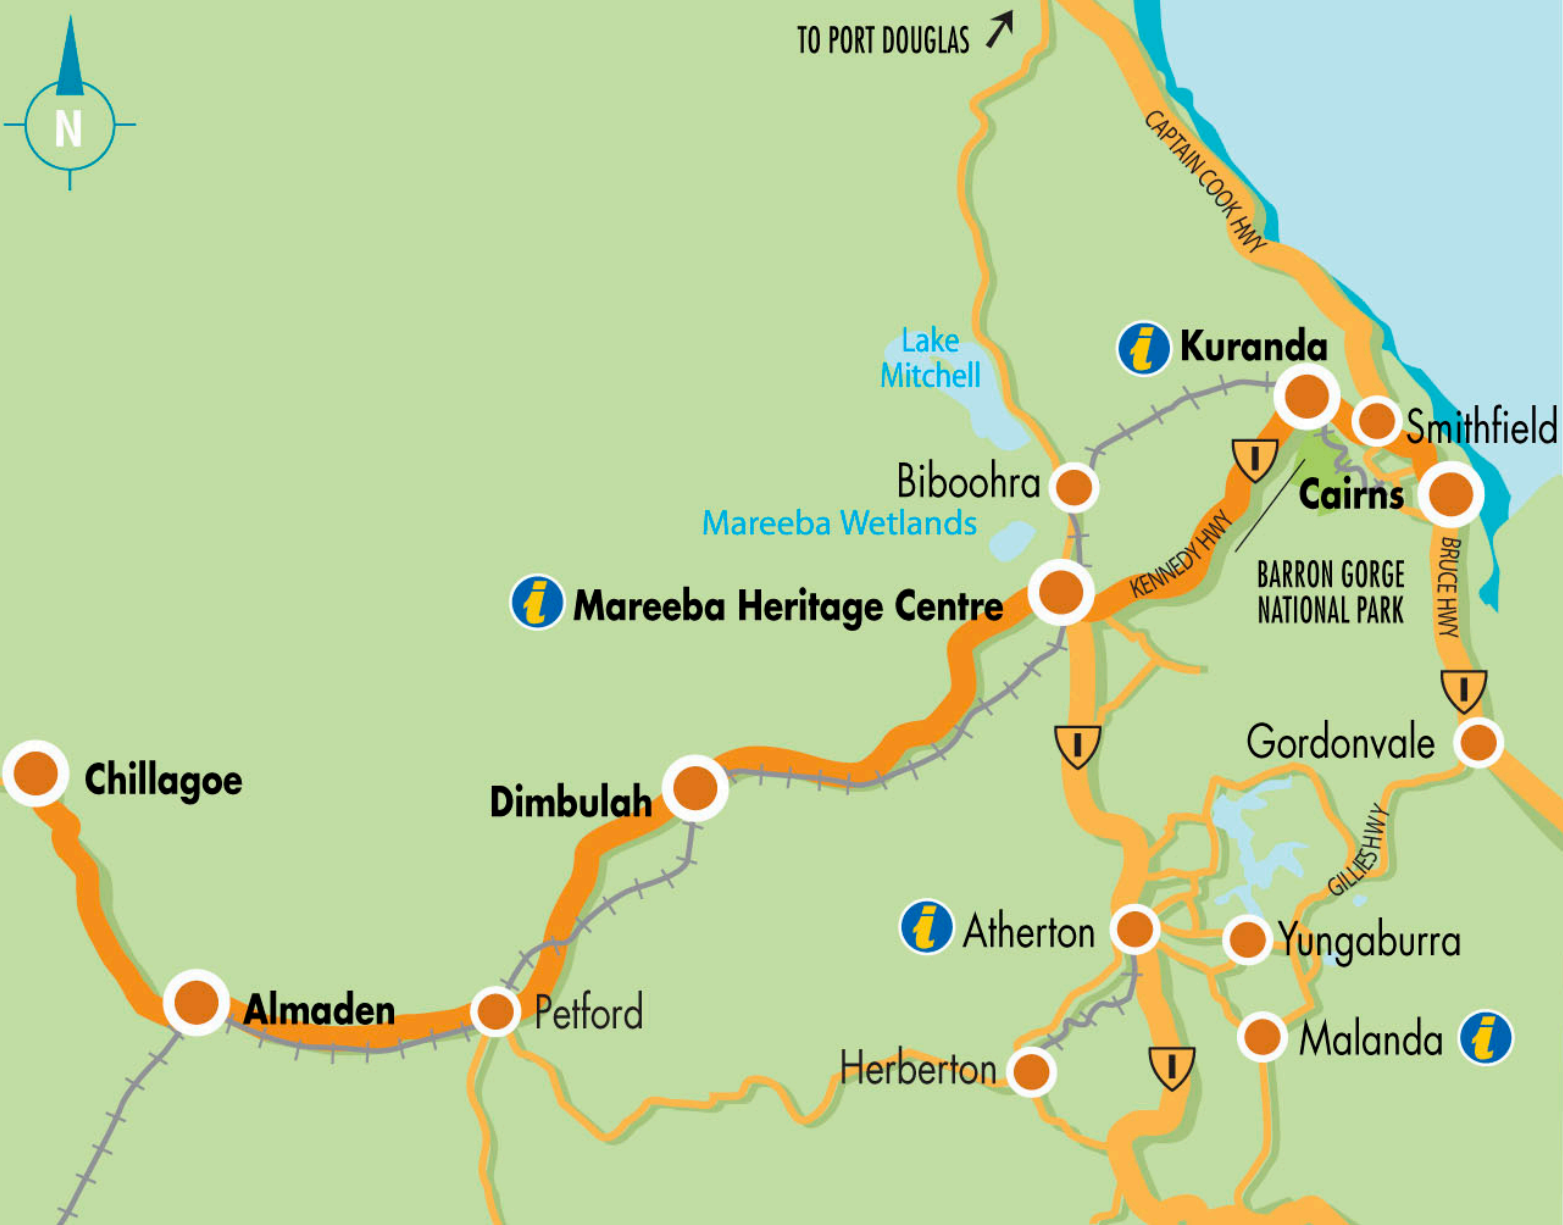 TO PORT DOUGLAS
N
CAPTAIN COOK HWY
Lake
Mitchell
i Kuranda
Smithfield
Biboohra
I
Cairns
Mareeba Wetlands
KENNEDY HWY
BRUCE HWY
BARRON GORGE
NATIONAL PARK
i Mareeba Heritage Centre
I
Gordonvale
I
Chillagoe
Dimbulah
GILLIES HWY
i Atherton
Yungaburra
Almaden
Petford
Malanda i
Herberton
I